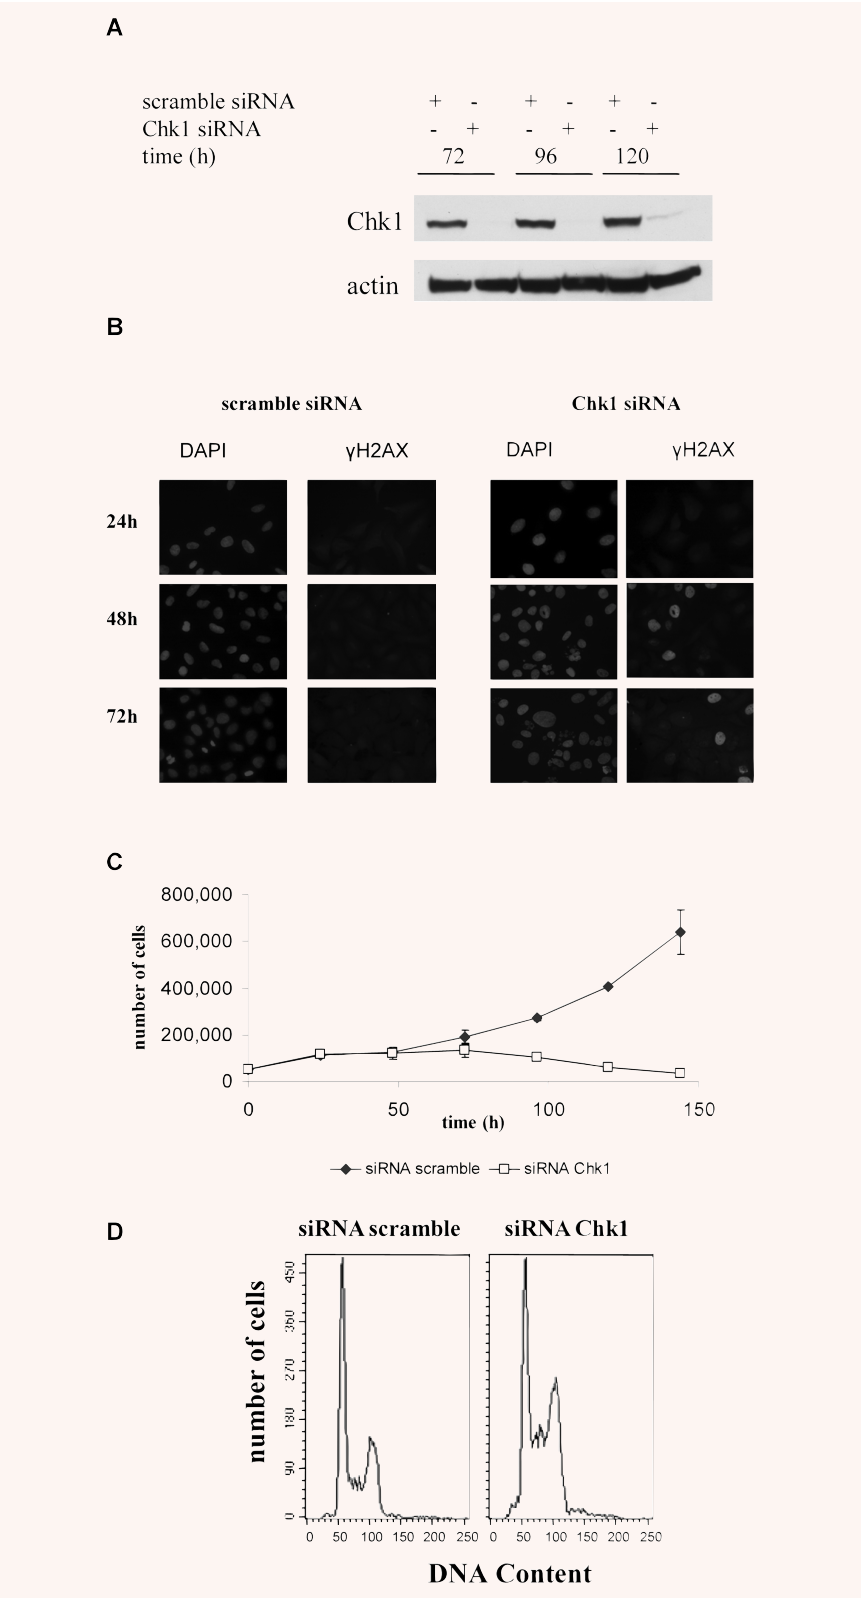 A
scramble siRNA + - + - + -
Chk1 siRNA - + - + - +
time (h) 72 96 120
Chk1
actin
B
scramble siRNA Chk1 siRNA
DAPI γH2AX DAPI γH2AX
24h
48h
72h
C
800,000
600,000
400,000
200,000
0
number of cells
0 50 100 150
time (h)
siRNA scramble siRNA Chk1
D
siRNA scramble siRNA Chk1
number of cells
450
360
270
180
90
0
0 50 100 150 200 250 0 50 100 150 200 250
DNA Content